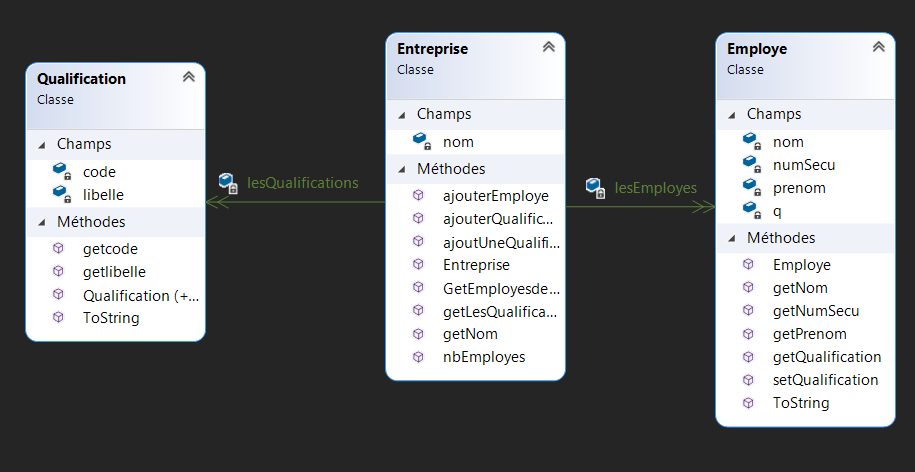 Qualification
Classe
Champs
code
libelle
Méthodes
getcode
getlibelle
Qualification (+...
ToString
lesQualifications
Entreprise
Classe
Champs
nom
Méthodes
ajouterEmploye
ajouterQualific...
ajoutUneQualifi...
Entreprise
GetEmployesde...
getLesQualifica...
getNom
nbEmployes
lesEmployes
Employe
Classe
Champs
nom
numSecu
prenom
q
Méthodes
Employe
getNom
getNumSecu
getPrenom
getQualification
setQualification
ToString